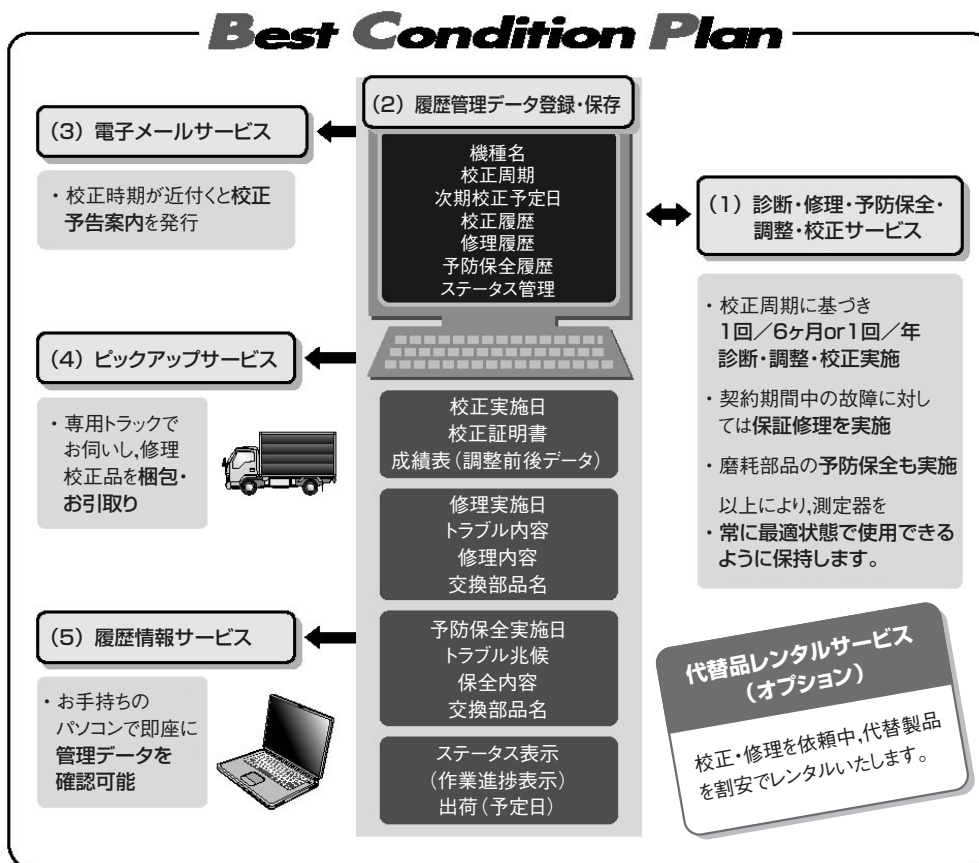 Best Condition Plan
(2) 履歴管理データ登録・保存
機種名
校正周期
次期校正予定日
校正履歴
修理履歴
予防保全履歴
ステータス管理
校正実施日
校正証明書
成績表(調整前後データ)
修理実施日
トラブル内容
修理内容
交換部品名
予防保全実施日
トラブル兆候
保全内容
交換部品名
ステータス表示
(作業進捗表示)
出荷(予定日)
(3) 電子メールサービス
・校正時期が近付くと校正
予告案内を発行
(4) ピックアップサービス
・専用トラックで
お伺いし,修理
校正品を梱包・
お引取り
(5) 履歴情報サービス
・お手持ちの
パソコンで即座に
管理データを
確認可能
(1) 診断・修理・予防保全・
調整・校正サービス
・校正周期に基づき
1回/6ヶ月or1回/年
診断・調整・校正実施
・契約期間中の故障に対し
ては保証修理を実施
・磨耗部品の予防保全も実施
以上により,測定器を
・常に最適状態で使用できる
ように保持します。
代替品レンタルサービス
(オプション)
校正・修理を依頼中,代替製品
を割安でレンタルいたします。